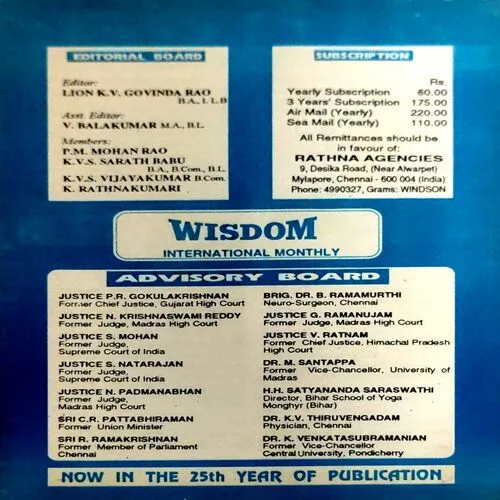 EDITORIAL BOARD
Editor:
LION K.V. GOVINDA RAO
B.A., I. L.B
Asst. Editor:
V. BALAKUMAR M.A., B.L.
Members:
P.M. MOHAN RAO
K.V.S. SARATH BABU
B.A., B.Com., B.L.
K.V.S. VIJAYAKUMAR B.Com.
K. RATHNAKUMARI
SUBSCRIPTION
Rs.
Yearly Subscription 60.00
3 Years' Subscription 175.00
Air Mail (Yearly) 220.00
Sea Mail (Yearly) 110.00
All Remittances should be
in favour of:
RATHNA AGENCIES
9, Desika Road, (Near Alwarpet)
Mylapore, Chennai - 600 004 (India)
Phone: 4990327, Grams: WINDSON
WISDOM
INTERNATIONAL MONTHLY
ADVISORY BOARD
JUSTICE P.R. GOKULAKRISHNAN
Former Chief Justice, Gujarat High Court
JUSTICE N. KRISHNASWAMI REDDY
Former Judge, Madras High Court
JUSTICE S. MOHAN
Former Judge,
Supreme Court of India
JUSTICE S. NATARAJAN
Former Judge,
Supreme Court of India
JUSTICE N. PADMANABHAN
Former Judge,
Madras High Court
SRI C.R. PATTABHIRAMAN
Former Union Minister
SRI R. RAMAKRISHNAN
Former Member of Parliament
Chennai
BRIG. DR. B. RAMAMURTHI
Neuro-Surgeon, Chennai
JUSTICE G. RAMANUJAM
Former Judge, Madras High Court
JUSTICE V. RATNAM
Former Chief Justice, Himachal Pradesh
High Court
DR. M. SANTAPPA
Former Vice-Chancellor, University of
Madras
H.H. SATYANANDA SARASWATHI
Director, Bihar School of Yoga
Monghyr (Bihar)
DR. K.V. THIRUVENGADAM
Physician, Chennai
DR. K. VENKATASUBRAMANIAN
Former Vice-Chancellor
Central University, Pondicherry
NOW IN THE 25th YEAR OF PUBLICATION